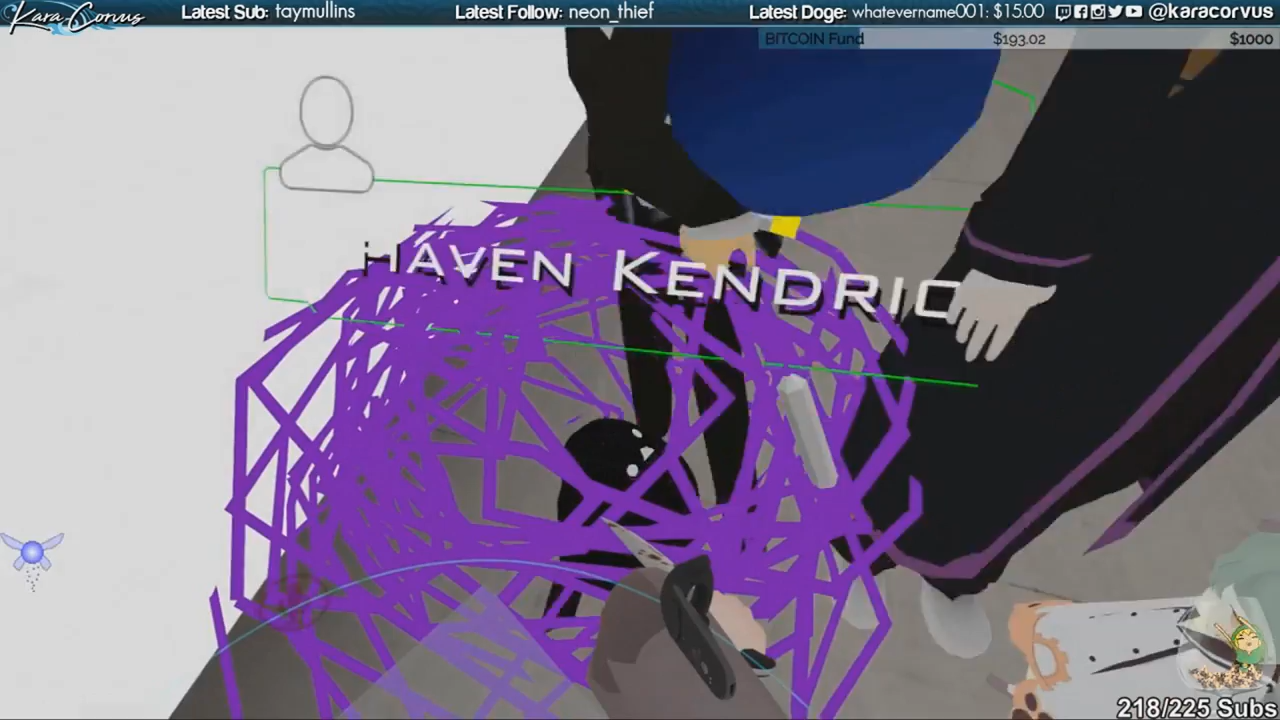 Kara Corvus
Latest Sub: taymullins
Latest Follow: neon_thief
Latest Doge: whatevername001: $15.00
@karacorvus
BITCOIN Fund
$193.02
$1000
HAVEN KENDRIC
218/225 Subs